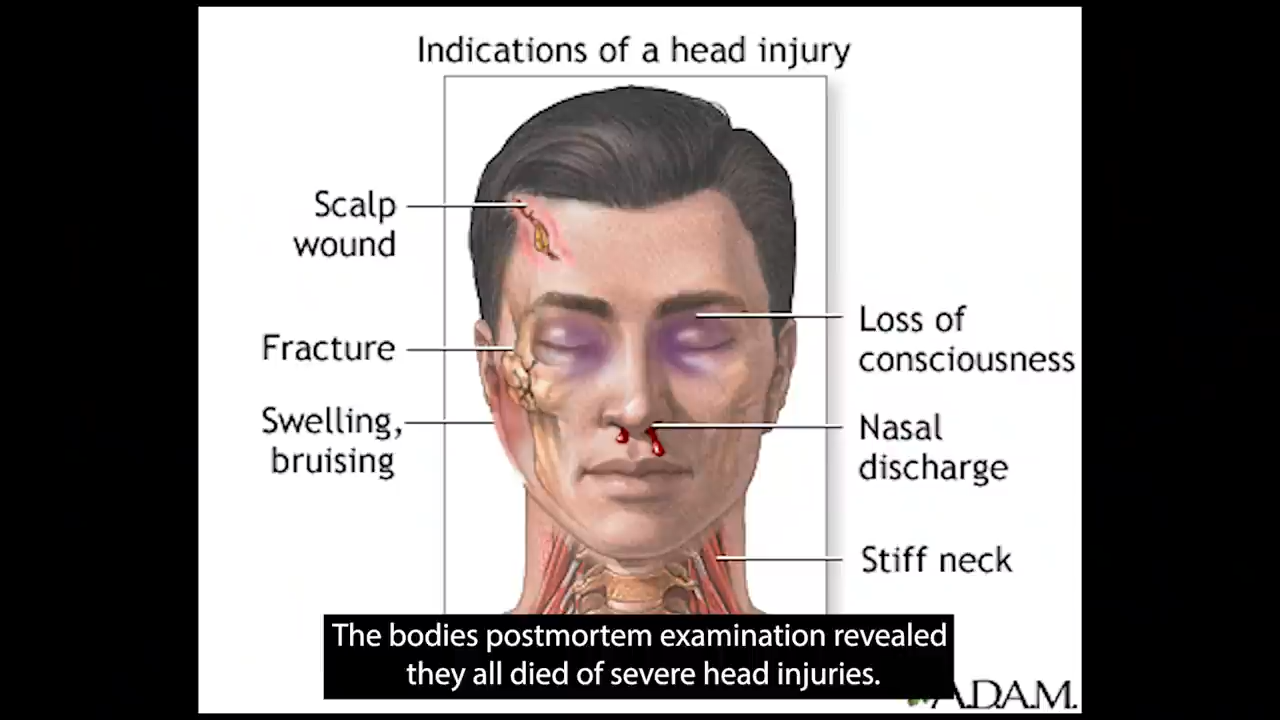 Indications of a head injury
Scalp
wound
Fracture
Swelling,
bruising
Loss of
consciousness
Nasal
discharge
Stiff neck
The bodies postmortem examination revealed
they all died of severe head injuries.
A.D.A.M.